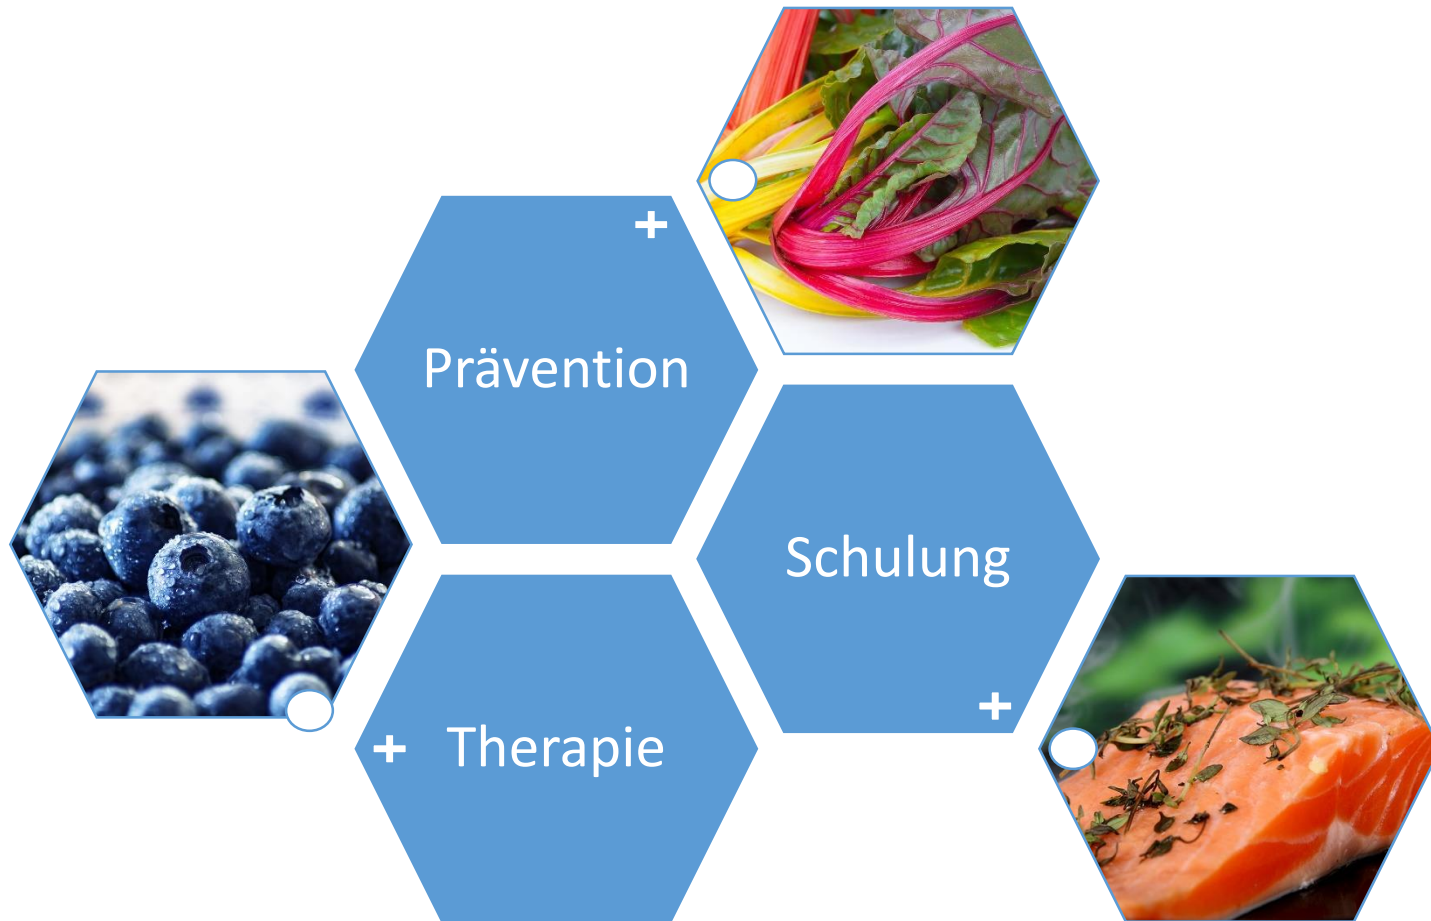 +
Prävention
Schulung
+
+ Therapie